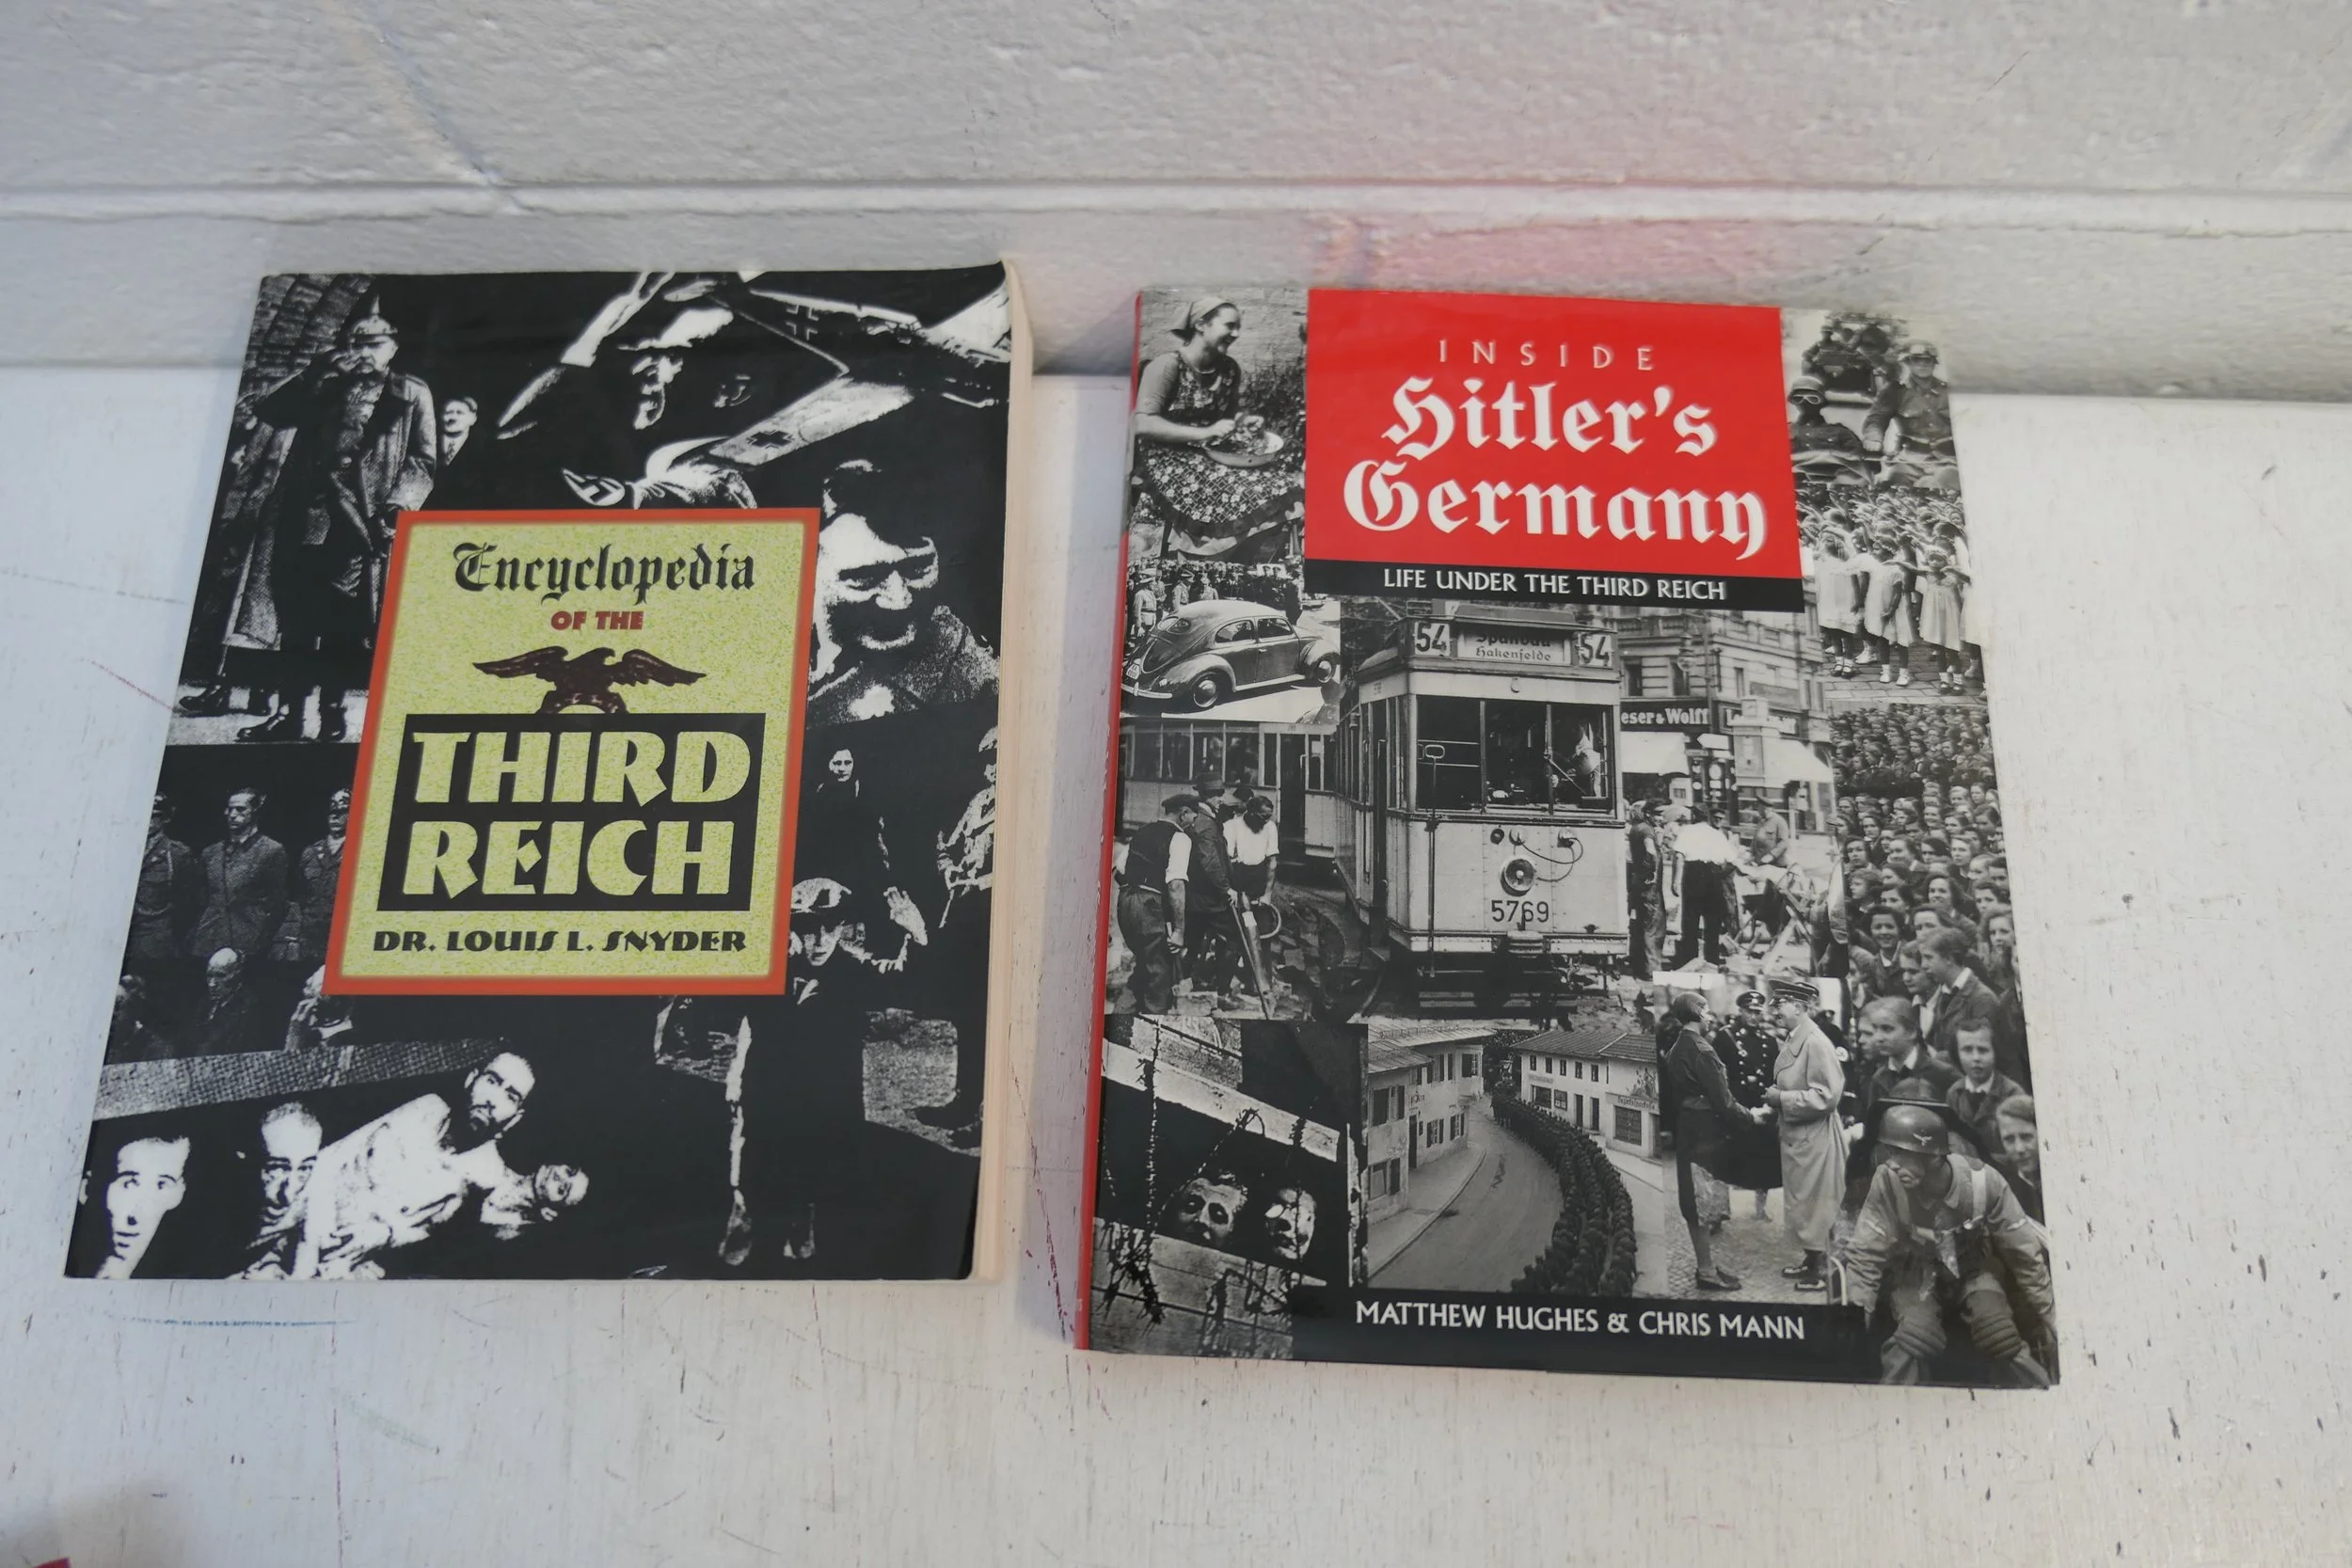 Encyclopedia
OF THE
THIRD
REICH
DR. LOUIS L. SNYDER
INSIDE
Hitler's
Germany
LIFE UNDER THE THIRD REICH
54
Spandau
Hakenfelde
54
eser & Wolff
5769
MATTHEW HUGHES & CHRIS MANN